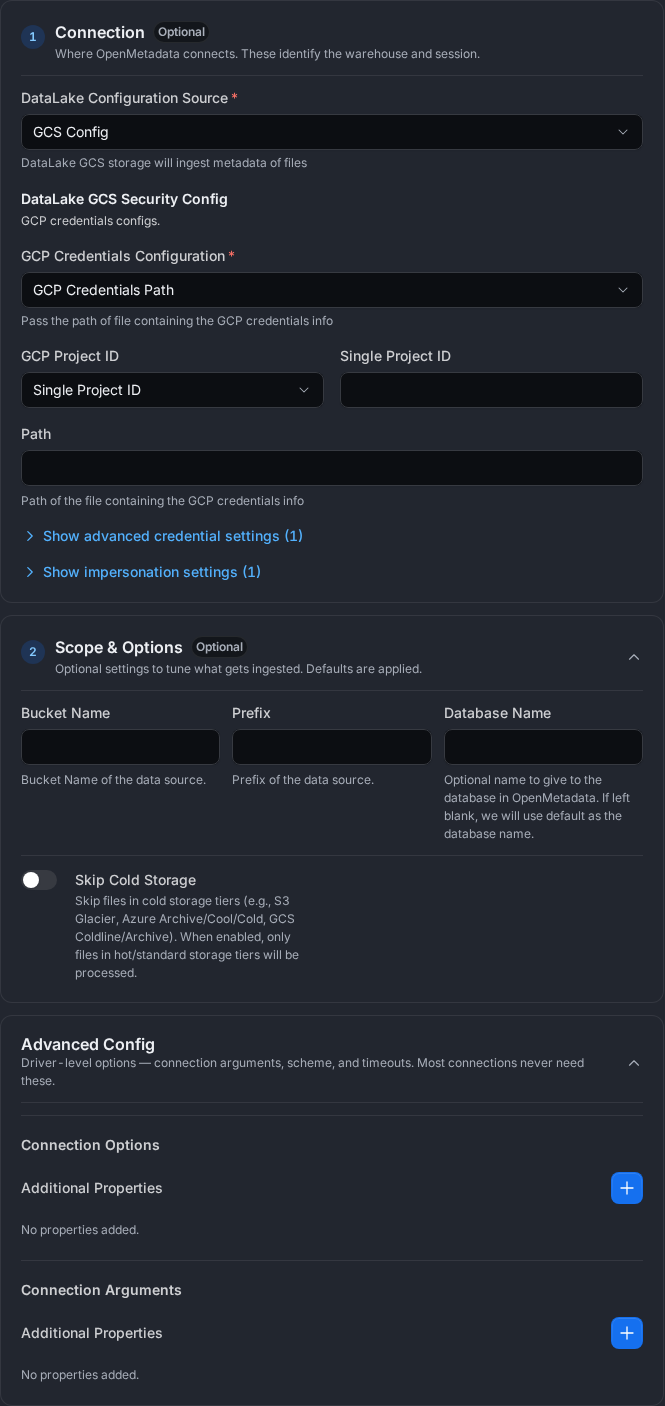 1 Connection Optional
Where OpenMetadata connects. These identify the warehouse and session.
DataLake Configuration Source *
GCS Config
DataLake GCS storage will ingest metadata of files
DataLake GCS Security Config
GCP credentials configs.
GCP Credentials Configuration *
GCP Credentials Path
Pass the path of file containing the GCP credentials info
GCP Project ID Single Project ID
Single Project ID
Path
Path of the file containing the GCP credentials info
Show advanced credential settings (1)
Show impersonation settings (1)
2 Scope & Options Optional
Optional settings to tune what gets ingested. Defaults are applied.
Bucket Name
Bucket Name of the data source.
Prefix
Prefix of the data source.
Database Name
Optional name to give to the
database in OpenMetadata. If left
blank, we will use default as the
database name.
Skip Cold Storage
Skip files in cold storage tiers (e.g., S3
Glacier, Azure Archive/Cool/Cold, GCS
Coldline/Archive). When enabled, only
files in hot/standard storage tiers will be
processed.
Advanced Config
Driver-level options — connection arguments, scheme, and timeouts. Most connections never need
these.
Connection Options
Additional Properties
No properties added.
Connection Arguments
Additional Properties
No properties added.